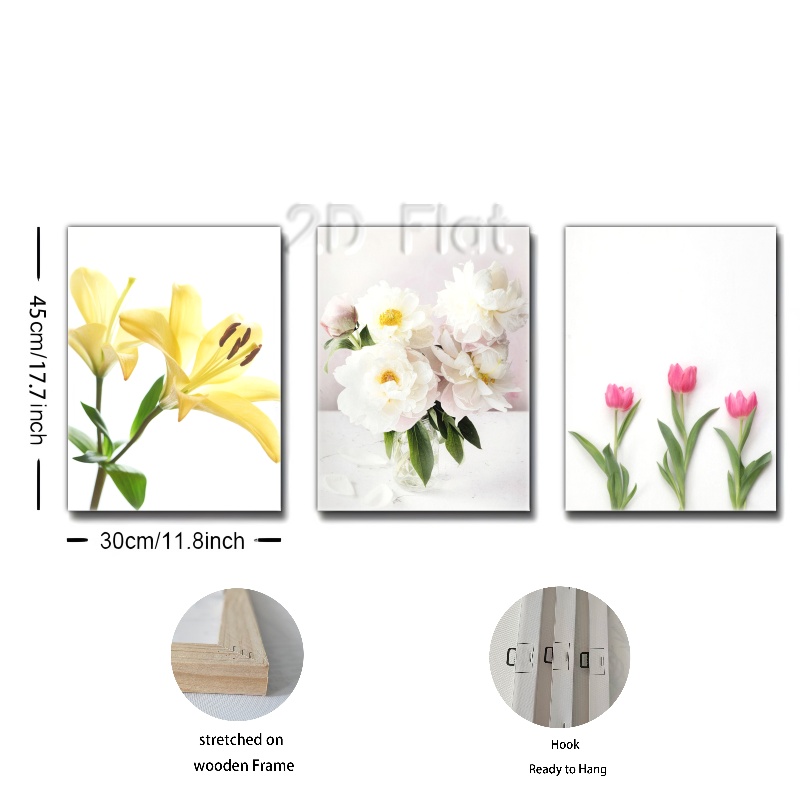 2D Flat
45cm/17.7inch
30cm/11.8inch
stretched on
wooden Frame
Hook
Ready to Hang